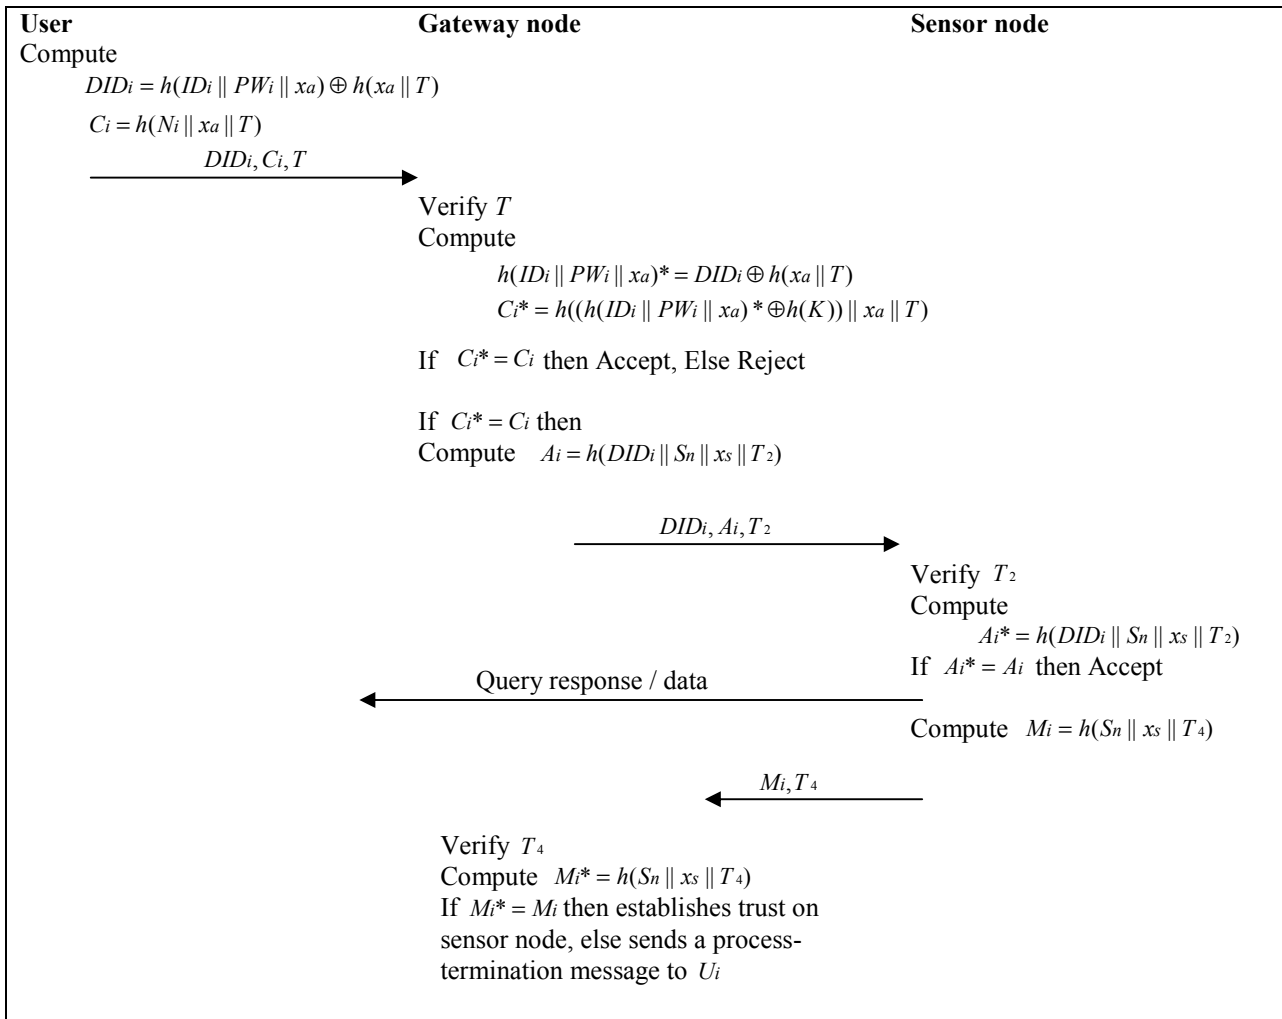 User Gateway node Sensor node
Compute
DIDi = h(IDi || PWi || xa) ⊕ h(xa || T)
Ci = h(Ni || xa || T)
DIDi, Ci, T
Verify T
Compute
h(IDi || PWi || xa)* = DIDi ⊕ h(xa || T)
Ci* = h((h(IDi || PWi || xa) * ⊕h(K)) || xa || T)
If Ci* = Ci then Accept, Else Reject
If Ci* = Ci then
Compute Ai = h(DIDi || Sn || xs || T2)
DIDi, Ai, T2
Verify T2
Compute
Ai* = h(DIDi || Sn || xs || T2)
If Ai* = Ai then Accept
Query response / data
Compute Mi = h(Sn || xs || T4)
Mi, T4
Verify T4
Compute Mi* = h(Sn || xs || T4)
If Mi* = Mi then establishes trust on
sensor node, else sends a process-
termination message to Ui